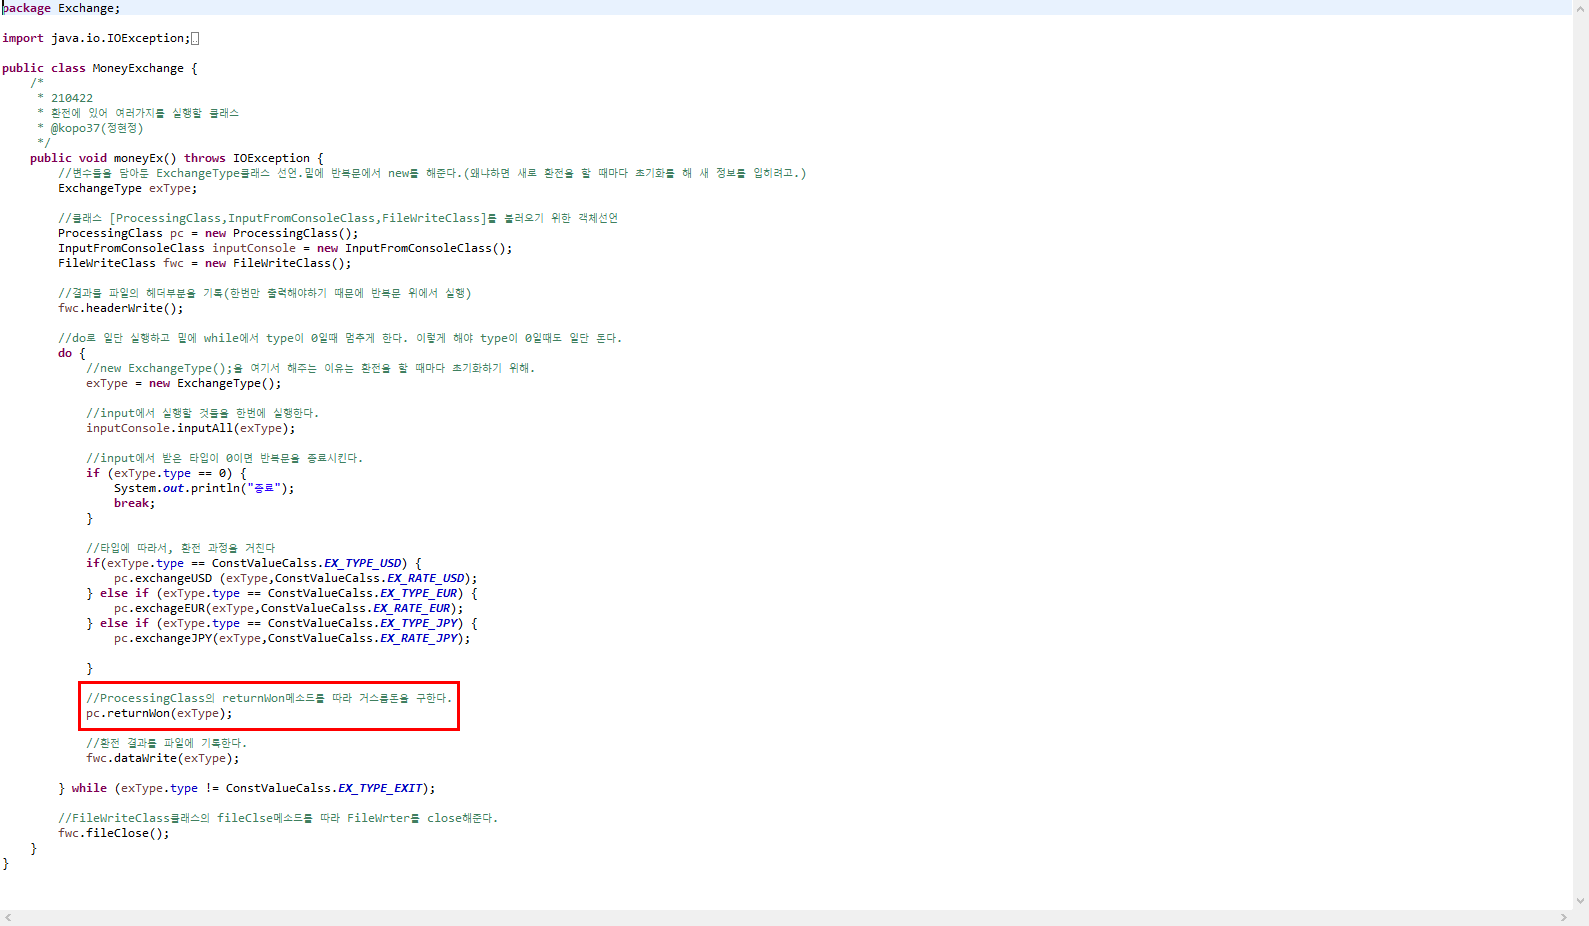 package Exchange;
import java.io.IOException;
public class MoneyExchange {
/*
* 210422
* 환전에 있어 여러가지를 실행할 클래스
* @kopo37(정현정)
*/
public void moneyEx() throws IOException {
//변수들을 담아둔 ExchangeType클래스 선언.밑에 반복문에서 new를 해준다.(왜냐하면 새로 환전을 할 때마다 초기화를 해 새 정보를 입히려고.)
ExchangeType exType;
//클래스 [ProcessingClass,InputFromConsoleClass,FileWriteClass]를 불러오기 위한 객체선언
ProcessingClass pc = new ProcessingClass();
InputFromConsoleClass inputConsole = new InputFromConsoleClass();
FileWriteClass fwc = new FileWriteClass();
//결과물 파일의 헤더부분을 기록(한번만 출력해야하기 때문에 반복문 위에서 실행)
fwc.headerWrite();
//do로 일단 실행하고 밑에 while에서 type이 0일때 멈추게 한다. 이렇게 해야 type이 0일때도 일단 돈다.
do {
//new ExchangeType();을 여기서 해주는 이유는 환전을 할 때마다 초기화하기 위해.
exType = new ExchangeType();
//input에서 실행할 것들을 한번에 실행한다.
inputConsole.inputAll(exType);
//input에서 받은 타입이 0이면 반복문을 종료시킨다.
if (exType.type == 0) {
System.out.println("종료");
break;
}
//타입에 따라서, 환전 과정을 거친다
if(exType.type == ConstValueCalss.EX_TYPE_USD) {
pc.exchangeUSD (exType,ConstValueCalss.EX_RATE_USD);
} else if (exType.type == ConstValueCalss.EX_TYPE_EUR) {
pc.exchageEUR(exType,ConstValueCalss.EX_RATE_EUR);
} else if (exType.type == ConstValueCalss.EX_TYPE_JPY) {
pc.exchangeJPY(exType,ConstValueCalss.EX_RATE_JPY);
}
//ProcessingClass의 returnWon메소드를 따라 거스름돈을 구한다.
pc.returnWon(exType);
//환전 결과를 파일에 기록한다.
fwc.dataWrite(exType);
} while (exType.type != ConstValueCalss.EX_TYPE_EXIT);
//FileWriteClass클래스의 fileClse메소드를 따라 FileWrter를 close해준다.
fwc.fileClose();
}
}